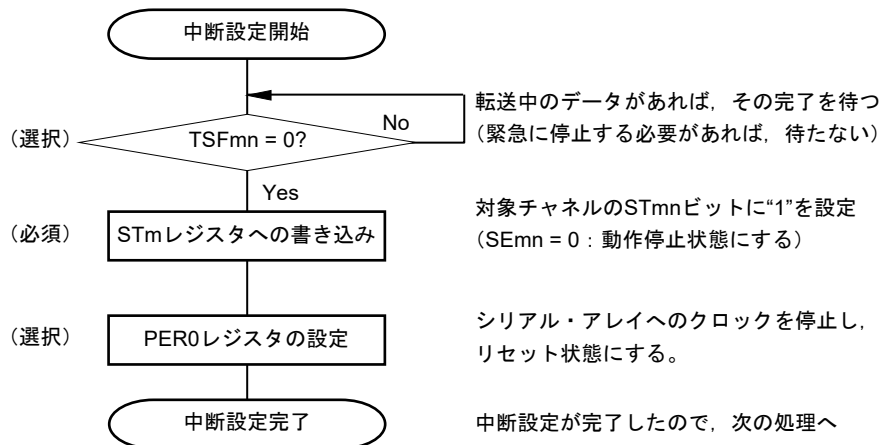 中断設定開始
転送中のデータがあれば，その完了を待つ
（緊急に停止する必要があれば，待たない）
（選択）
TSFmn = 0?
No
Yes
対象チャネルのSTmnビットに“1”を設定
（SEmn = 0：動作停止状態にする）
（必須）
STmレジスタへの書き込み
シリアル・アレイへのクロックを停止し，
リセット状態にする。
（選択）
PER0レジスタの設定
中断設定完了
中断設定が完了したので，次の処理へ